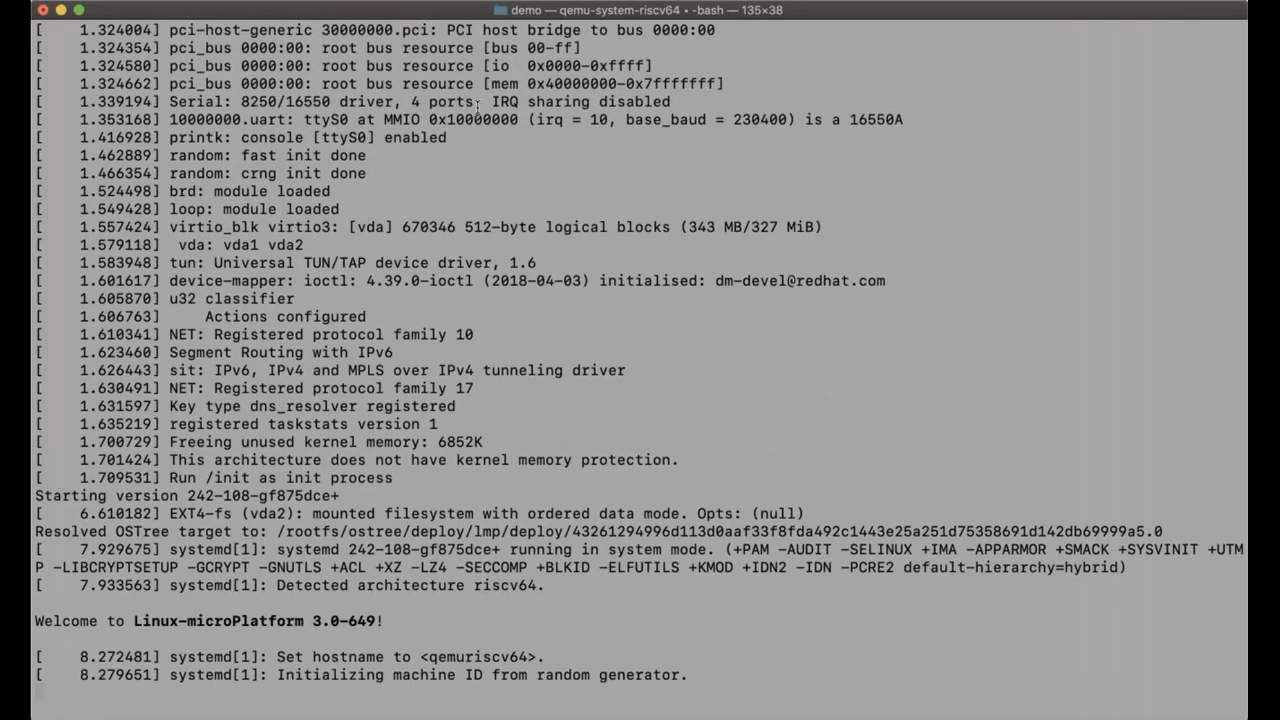 demo — qemu-system-riscv64 • -bash — 135×38
[    1.324004] pci-host-generic 30000000.pci: PCI host bridge to bus 0000:00
[    1.324354] pci_bus 0000:00: root bus resource [bus 00-ff]
[    1.324580] pci_bus 0000:00: root bus resource [io  0x0000-0xffff]
[    1.324662] pci_bus 0000:00: root bus resource [mem 0x40000000-0x7fffffff]
[    1.339194] Serial: 8250/16550 driver, 4 ports, IRQ sharing disabled
[    1.353168] 10000000.uart: ttyS0 at MMIO 0x10000000 (irq = 10, base_baud = 230400) is a 16550A
[    1.416928] printk: console [ttyS0] enabled
[    1.462889] random: fast init done
[    1.466354] random: crng init done
[    1.524498] brd: module loaded
[    1.549428] loop: module loaded
[    1.557424] virtio_blk virtio3: [vda] 670346 512-byte logical blocks (343 MB/327 MiB)
[    1.579118]  vda: vda1 vda2
[    1.583948] tun: Universal TUN/TAP device driver, 1.6
[    1.601617] device-mapper: ioctl: 4.39.0-ioctl (2018-04-03) initialised: dm-devel@redhat.com
[    1.605870] u32 classifier
[    1.606763]     Actions configured
[    1.610341] NET: Registered protocol family 10
[    1.623460] Segment Routing with IPv6
[    1.626443] sit: IPv6, IPv4 and MPLS over IPv4 tunneling driver
[    1.630491] NET: Registered protocol family 17
[    1.631597] Key type dns_resolver registered
[    1.635219] registered taskstats version 1
[    1.700729] Freeing unused kernel memory: 6852K
[    1.701424] This architecture does not have kernel memory protection.
[    1.709531] Run /init as init process
Starting version 242-108-gf875dce+
[    6.610182] EXT4-fs (vda2): mounted filesystem with ordered data mode. Opts: (null)
Resolved OSTree target to: /rootfs/ostree/deploy/lmp/deploy/43261294996d113d0aaf33f8fda492c1443e25a251d75358691d142db69999a5.0
[    7.929675] systemd[1]: systemd 242-108-gf875dce+ running in system mode. (+PAM -AUDIT -SELINUX +IMA -APPARMOR +SMACK +SYSVINIT +UTM
P -LIBCRYPTSETUP -GCRYPT -GNUTLS +ACL +XZ -LZ4 -SECCOMP +BLKID -ELFUTILS +KMOD +IDN2 -IDN -PCRE2 default-hierarchy=hybrid)
[    7.933563] systemd[1]: Detected architecture riscv64.
Welcome to Linux-microPlatform 3.0-649!
[    8.272481] systemd[1]: Set hostname to <qemuriscv64>.
[    8.279651] systemd[1]: Initializing machine ID from random generator.